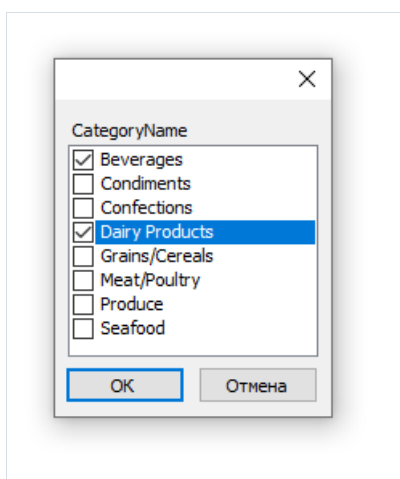 CategoryName
Beverages
Condiments
Confections
Dairy Products
Grains/Cereals
Meat/Poultry
Produce
Seafood
OK Отмена